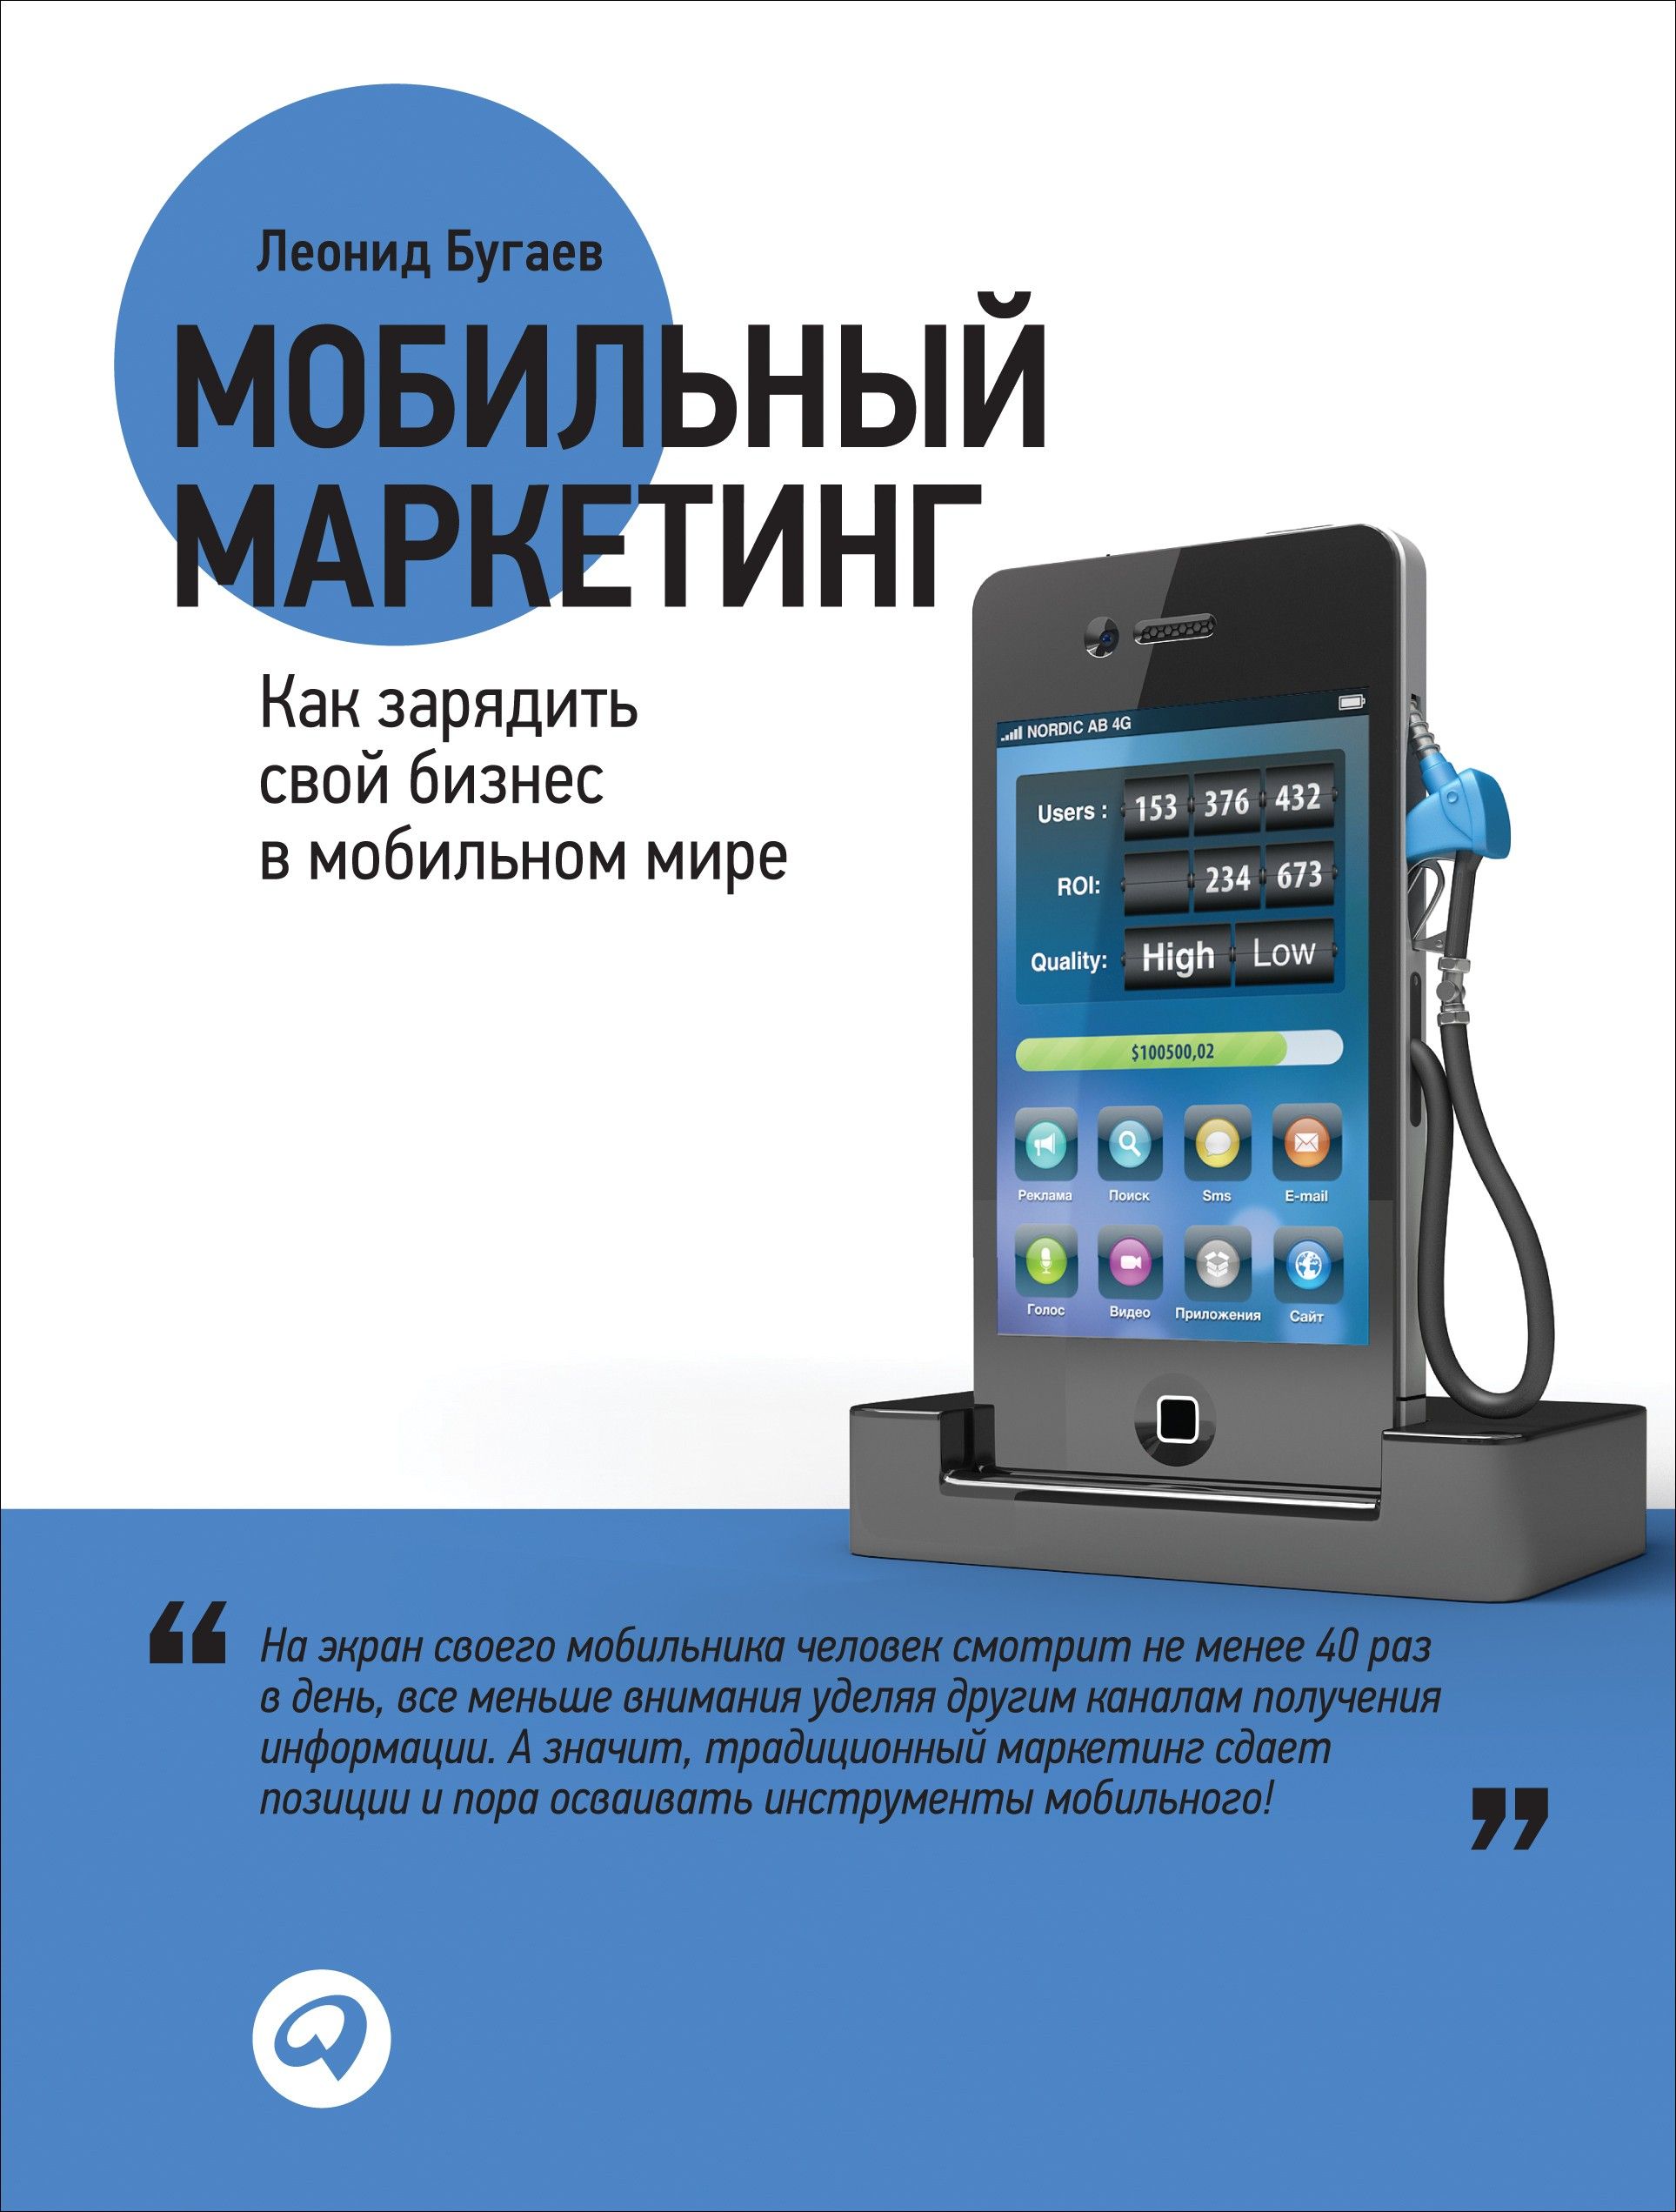 Леонид Бугаев
МОБИЛЬНЫЙ
МАРКЕТИНГ
Как зарядить
свой бизнес
в мобильном мире
NORDIC AB 4G
Users : 153 376 432
ROI: 234 673
Quality: High Low
$100500,02
Реклама Поиск Sms E-mail
Голос Видео Приложения Сайт
“ На экран своего мобильника человек смотрит не менее 40 раз
в день, все меньше внимания уделяя другим каналам получения
информации. А значит, традиционный маркетинг сдает
позиции и пора осваивать инструменты мобильного! ”